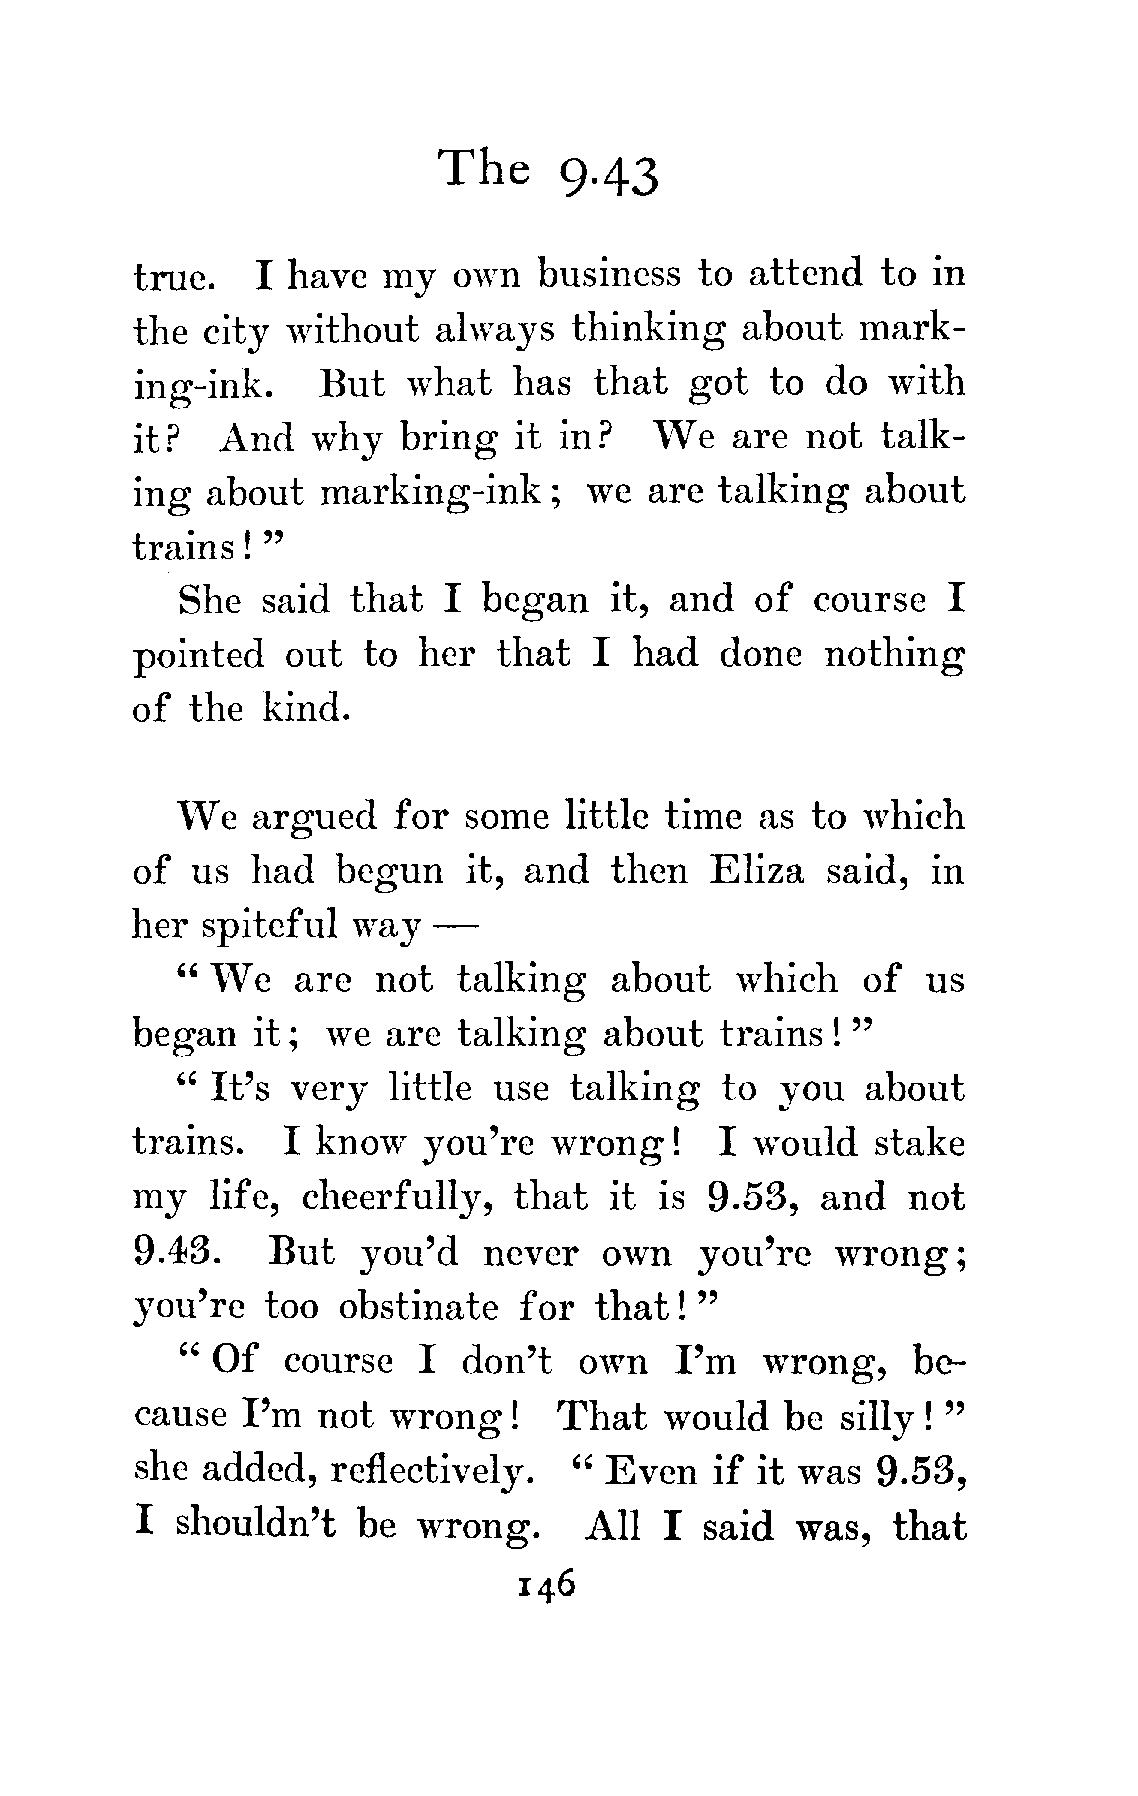 The 9.43
true. I have my own business to attend to in
the city without always thinking about mark-
ing-ink. But what has that got to do with
it? And why bring it in? We are not talk-
ing about marking-ink; we are talking about
trains!”
She said that I began it, and of course I
pointed out to her that I had done nothing
of the kind.
We argued for some little time as to which
of us had begun it, and then Eliza said, in
her spiteful way —
“We are not talking about which of us
began it; we are talking about trains!”
“It’s very little use talking to you about
trains. I know you’re wrong! I would stake
my life, cheerfully, that it is 9.53, and not
9.43. But you’d never own you’re wrong;
you’re too obstinate for that!”
“Of course I don’t own I’m wrong, be-
cause I’m not wrong! That would be silly!”
she added, reflectively. “Even if it was 9.53,
I shouldn’t be wrong. All I said was, that
146